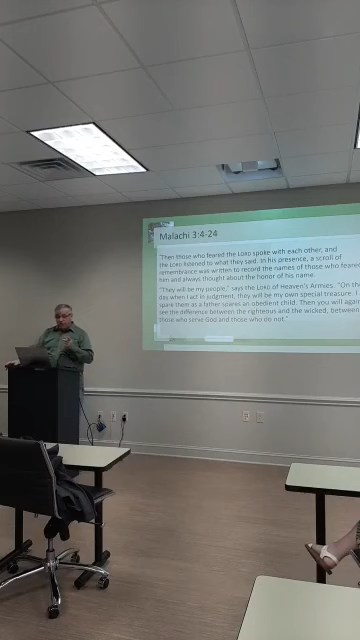 Malachi 3:4-24
"Then those who feared the LORD spoke with each other, and
the LORD listened to what they said. In his presence, a scroll of
remembrance was written to record the names of those who feared
him and always thought about the honor of his name.
"They will be my people," says the LORD of Heaven's Armies. "On the
day when I act in judgment, they will be my own special treasure. I
spare them as a father spares an obedient child. Then you will again
see the difference between the righteous and the wicked, between
those who serve God and those who do not."